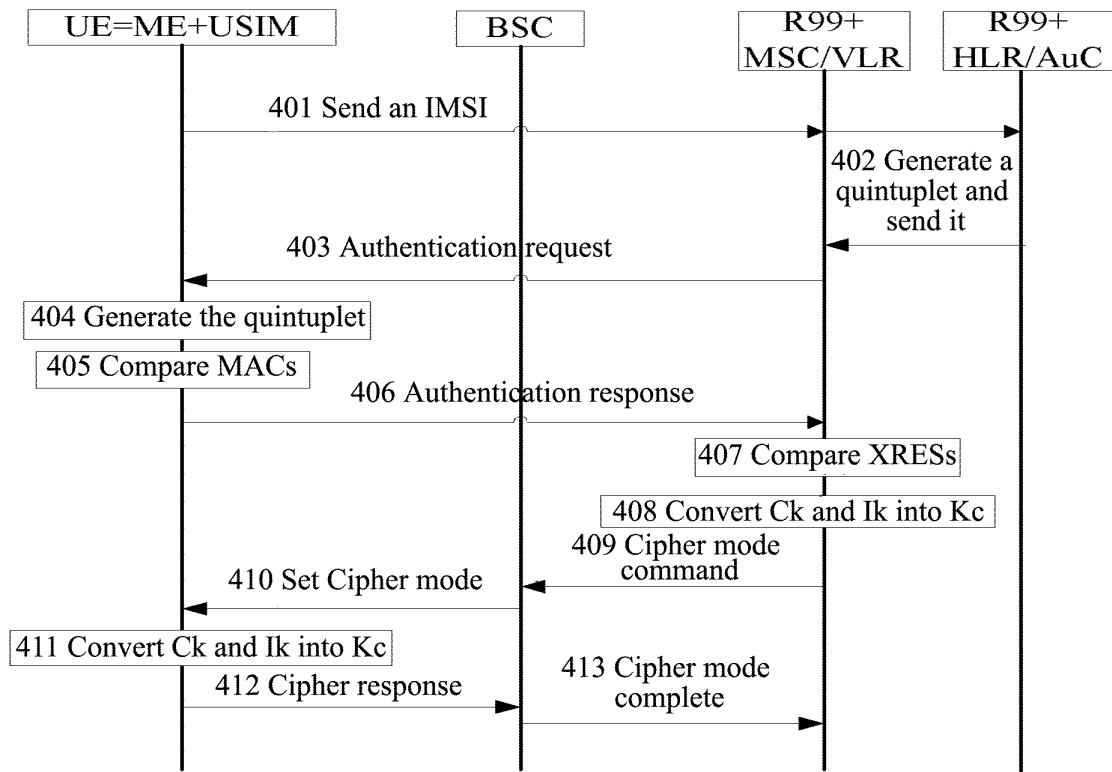 UE=ME+USIM
BSC
R99+
MSC/VLR
R99+
HLR/AuC
401 Send an IMSI
402 Generate a
quintuplet and
send it
403 Authentication request
404 Generate the quintuplet
405 Compare MACs
406 Authentication response
407 Compare XRESs
408 Convert Ck and Ik into Kc
409 Cipher mode
command
410 Set Cipher mode
411 Convert Ck and Ik into Kc
412 Cipher response
413 Cipher mode
complete